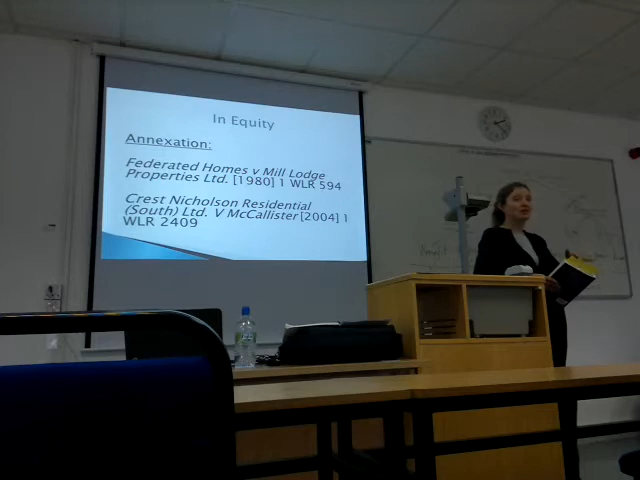 In Equity
Annexation:
Federated Homes v Mill Lodge
Properties Ltd. [1980] 1 WLR 594
Crest Nicholson Residential
(South) Ltd. V McCallister [2004] 1
WLR 2409